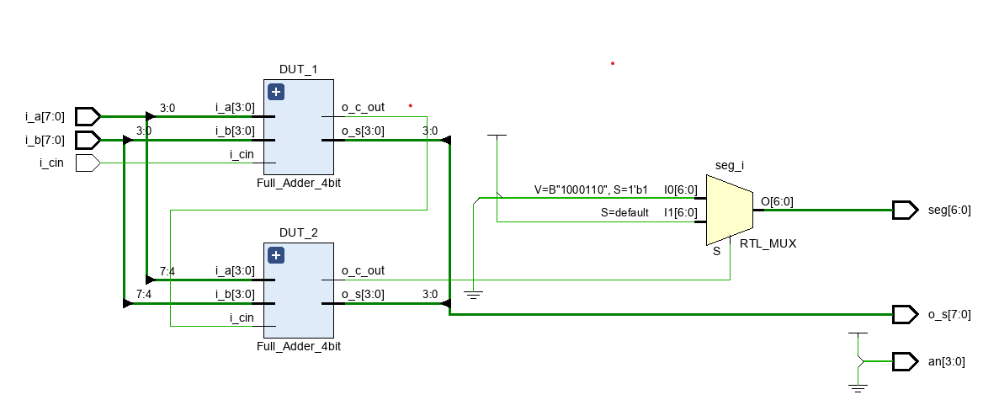 DUT_1
i_a[7:0]
3:0
i_a[3:0]
o_c_out
i_b[7:0]
3:0
i_b[3:0]
o_s[3:0]
3:0
i_cin
i_cin
Full_Adder_4bit
seg_i
V=B"1000110", S=1'b1
I0[6:0]
O[6:0]
seg[6:0]
S=default
I1[6:0]
S
RTL_MUX
DUT_2
7:4
i_a[3:0]
o_c_out
7:4
i_b[3:0]
o_s[3:0]
3:0
i_cin
Full_Adder_4bit
o_s[7:0]
an[3:0]